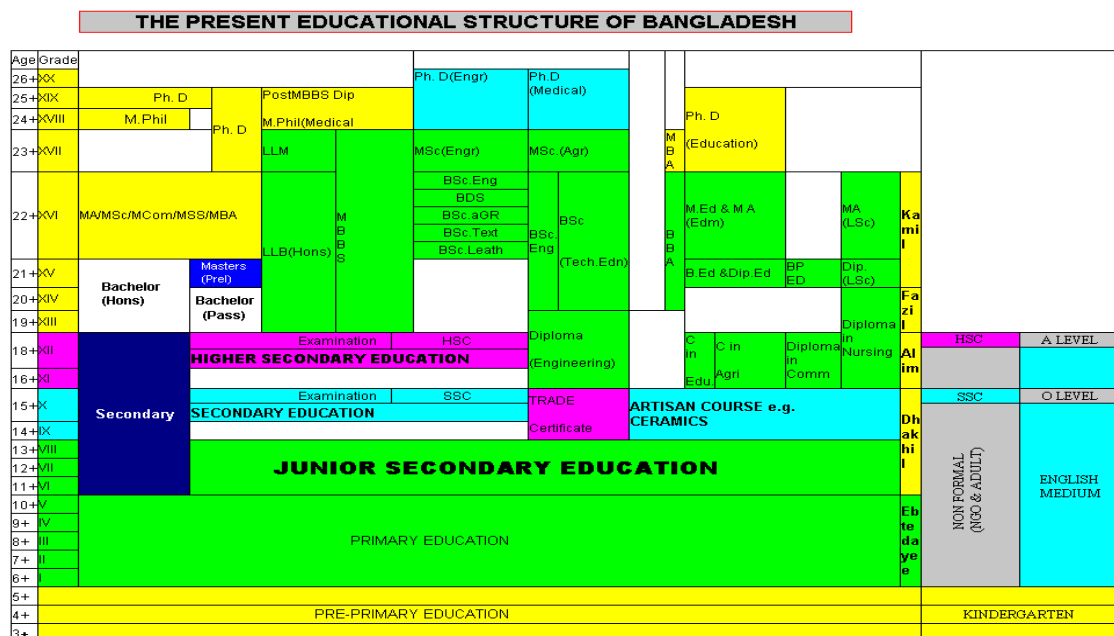 THE PRESENT EDUCATIONAL STRUCTURE OF BANGLADESH
Age Grade
26+ XX Ph. D(Engr) Ph.D
25+ XIX Ph. D PostMBBS Dip (Medical)
24+ XVIII M.Phil Ph. D M.Phil(Medical Ph. D
23+ XVII LLM MSc(Engr) MSc.(Agr) MBA (Education)
BSc.Eng
BDS
22+ XVI MA/MSc/MCom/MSS/MBA MBBS BSc.aGR BSc. Eng BSc BBA M.Ed & M A (Edm) MA (LSc) Kamil
BSc.Text
LLB(Hons) BSc.Leath (Tech.Edn)
21+ XV Bachelor (Hons) Masters (Prel) B.Ed &Dip.Ed BP ED Dip. (LSc)
20+ XIV Bachelor (Pass) Fazil
19+ XIII Diploma (Engineering) Diploma in Nursing
18+ XII Examination HSC C in Edu. C in Agri Diploma in Comm Alim HSC A LEVEL
HIGHER SECONDARY EDUCATION
16+ XI
15+ X Secondary Examination SSC TRADE Certificate ARTISAN COURSE e.g. CERAMICS Dhakhil SSC O LEVEL
SECONDARY EDUCATION
14+ IX
13+ VIII
12+ VII JUNIOR SECONDARY EDUCATION NON FORMAL (NGO & ADULT) ENGLISH MEDIUM
11+ VI
10+ V Ebtedayee
9+ IV
8+ III PRIMARY EDUCATION
7+ II
6+ I
5+
4+ PRE-PRIMARY EDUCATION KINDERGARTEN
3+